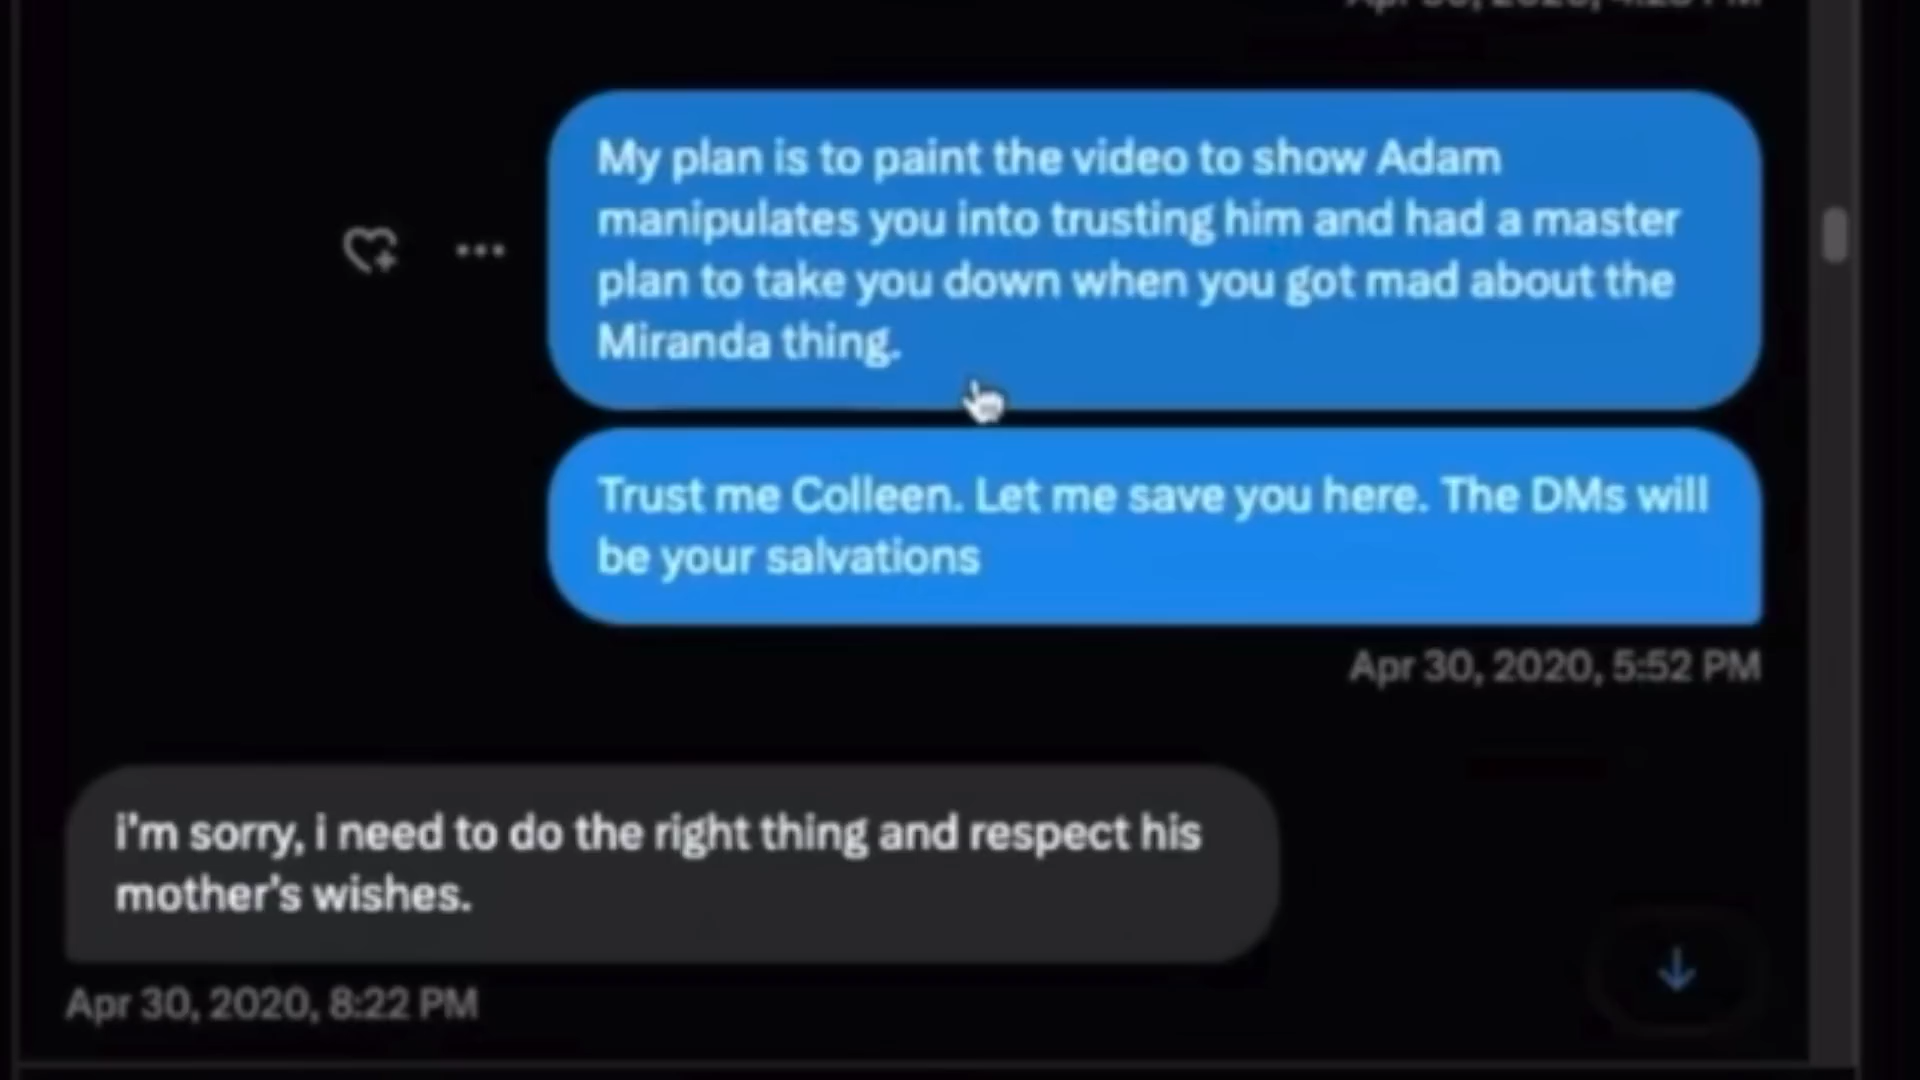 My plan is to paint the video to show Adam
manipulates you into trusting him and had a master
plan to take you down when you got mad about the
Miranda thing.
Trust me Colleen. Let me save you here. The DMs will
be your salvations
Apr 30, 2020, 5:52 PM
i'm sorry, i need to do the right thing and respect his
mother's wishes.
Apr 30, 2020, 8:22 PM